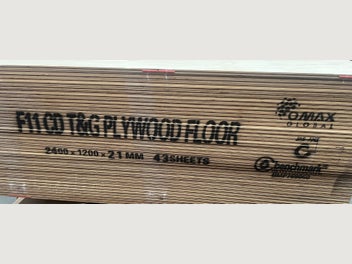 F11 CD T&G PLYWOOD FLOOR
2400 × 1200 × 21 MM 43 SHEETS
OMAX
GLOBAL
benchmark